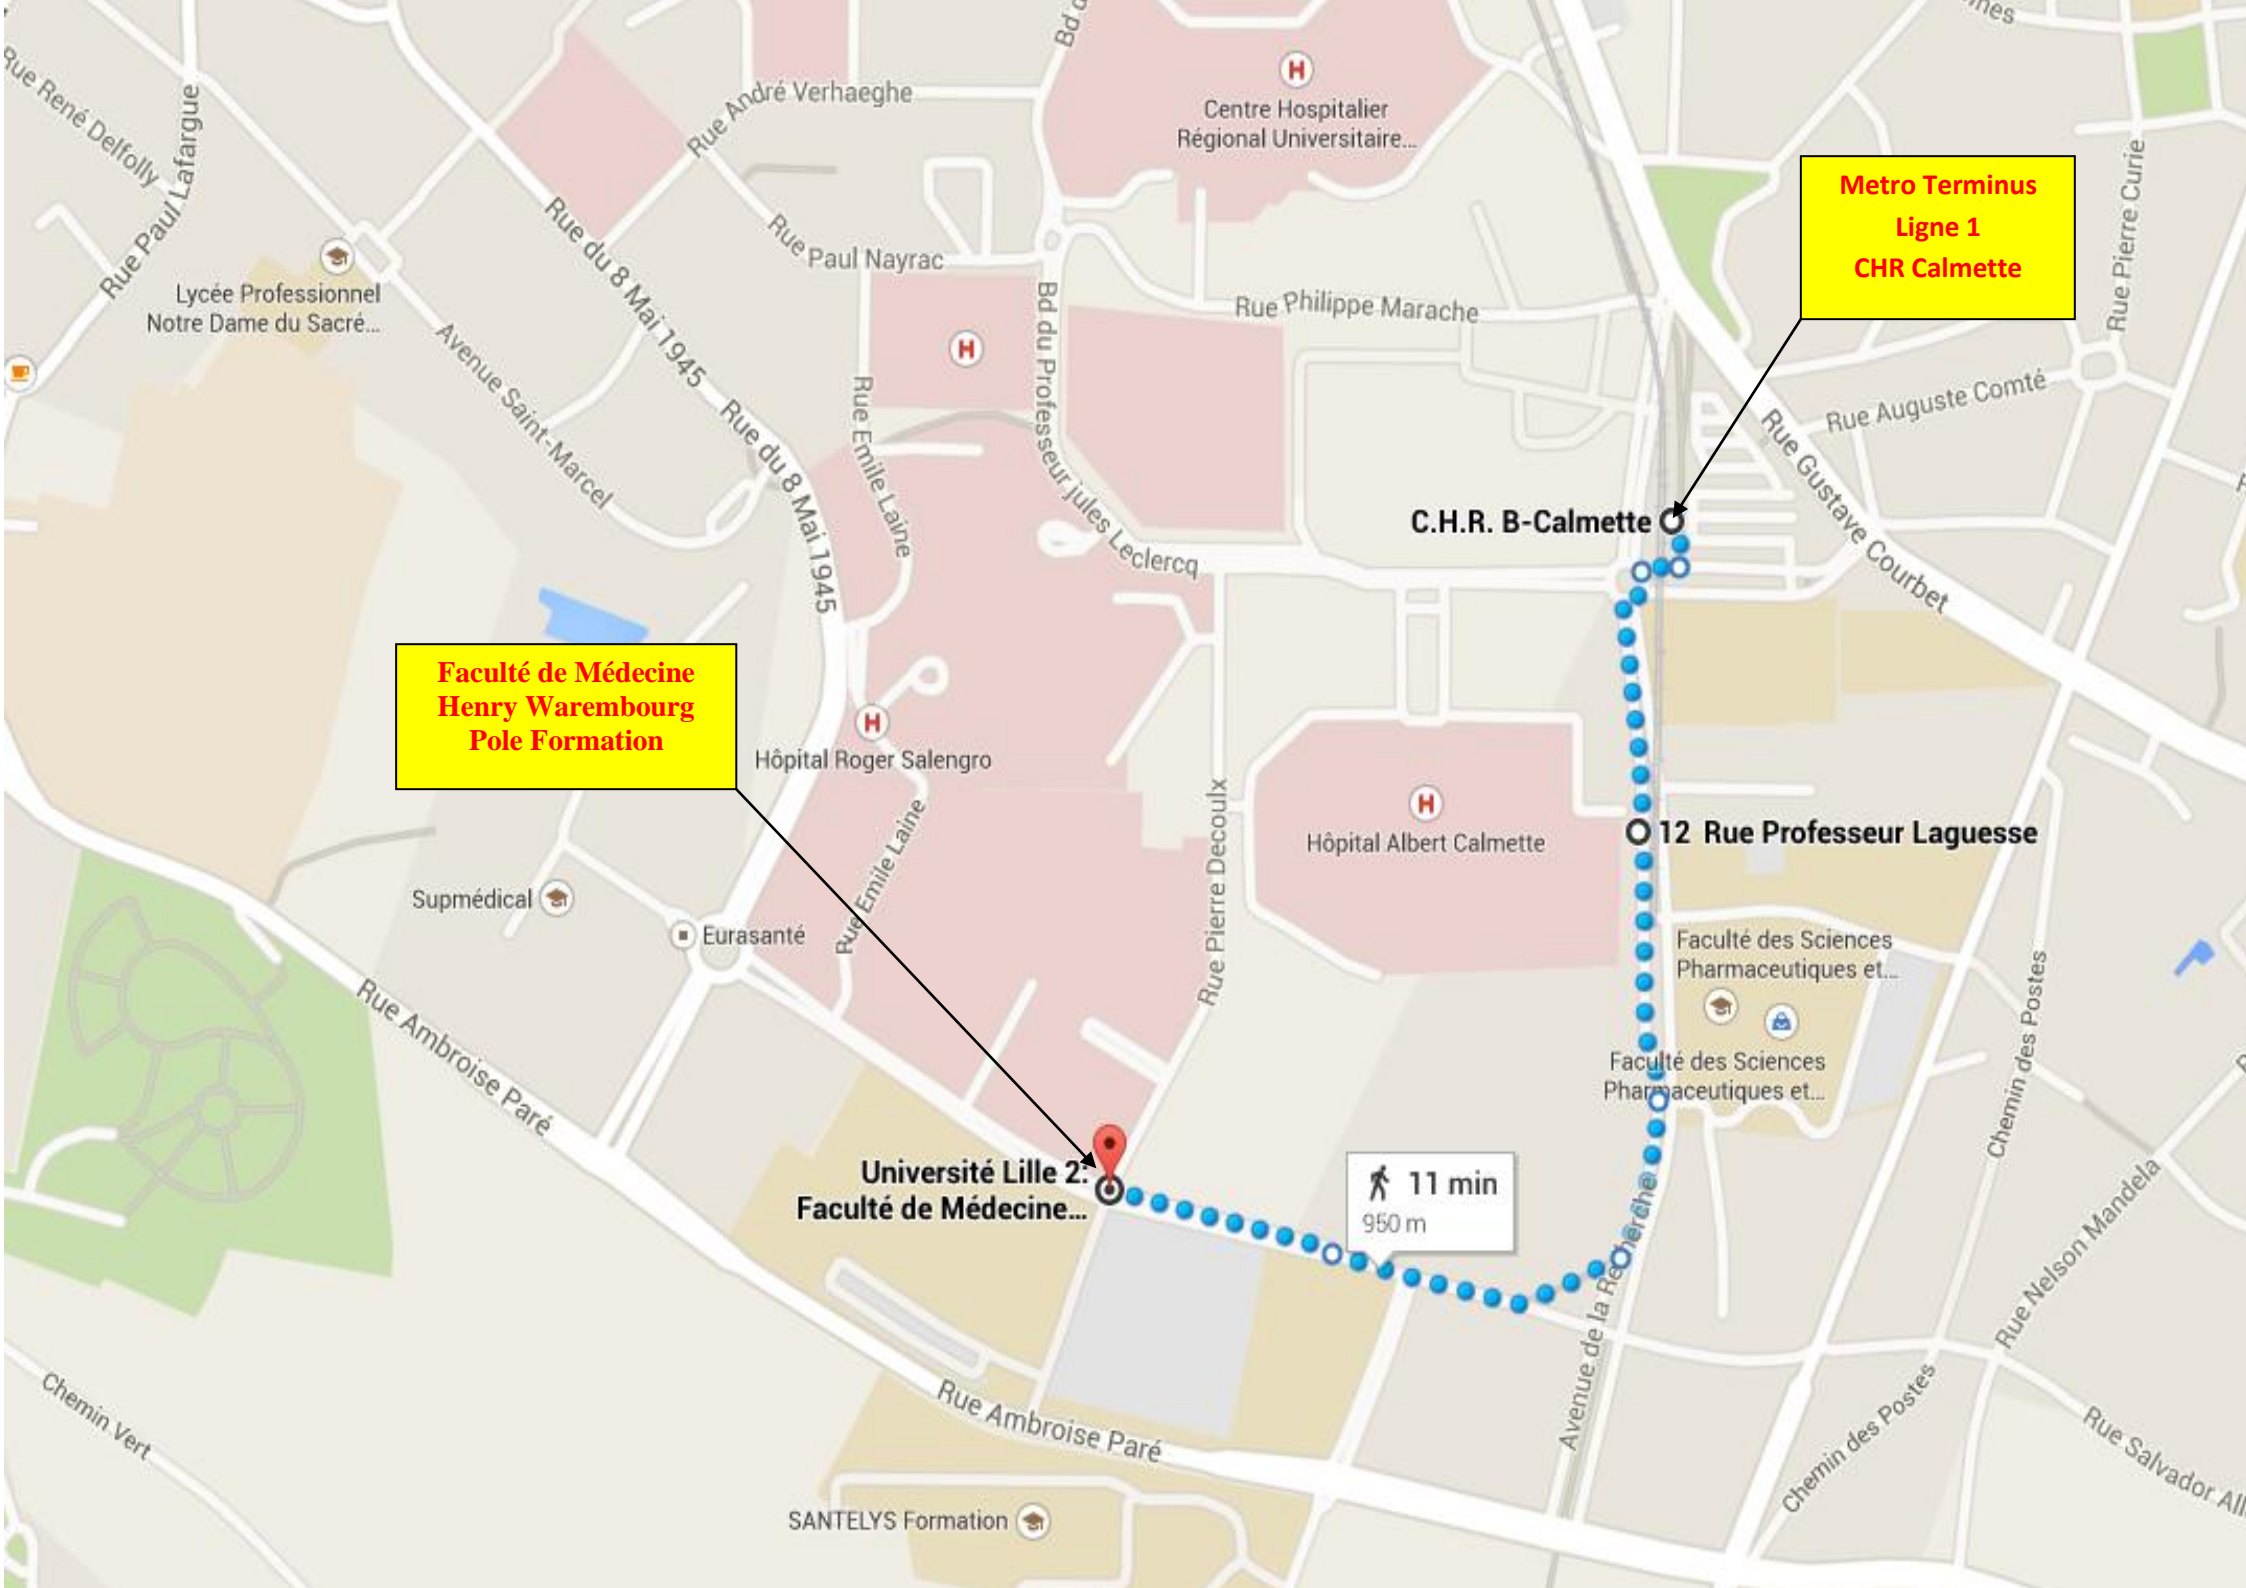 Bd d
nes
Rue René Delfolly
Rue Paul Lafargue
Rue André Verhaeghe
H
Centre Hospitalier
Régional Universitaire...
Metro Terminus
Ligne 1
CHR Calmette
Rue Pierre Curie
Rue du 8 Mai 1945
Rue Paul Nayrac
Lycée Professionnel
Notre Dame du Sacré...
Rue Philippe Marache
Bd du Professeur jules Leclercq
H
Avenue Saint-Marcel
Rue du 8 Mai 1945
Rue Emile Laine
Rue Auguste Comté
Rue Gustave Courbet
C.H.R. B-Calmette
Faculté de Médecine
Henry Warembourg
Pole Formation
H
Hôpital Roger Salengro
Rue Pierre Decoulx
H
Hôpital Albert Calmette
12 Rue Professeur Laguesse
Rue Emile Laine
Supmédical
Eurasanté
Faculté des Sciences
Pharmaceutiques et...
Chemin des Postes
Rue Ambroise Paré
Faculté des Sciences
Pharmaceutiques et...
Université Lille 2:
Faculté de Médecine...
11 min
950 m
Avenue de la Recherche
Rue Nelson Mandela
Chemin Vert
Rue Ambroise Paré
Chemin des Postes
Rue Salvador All
SANTELYS Formation